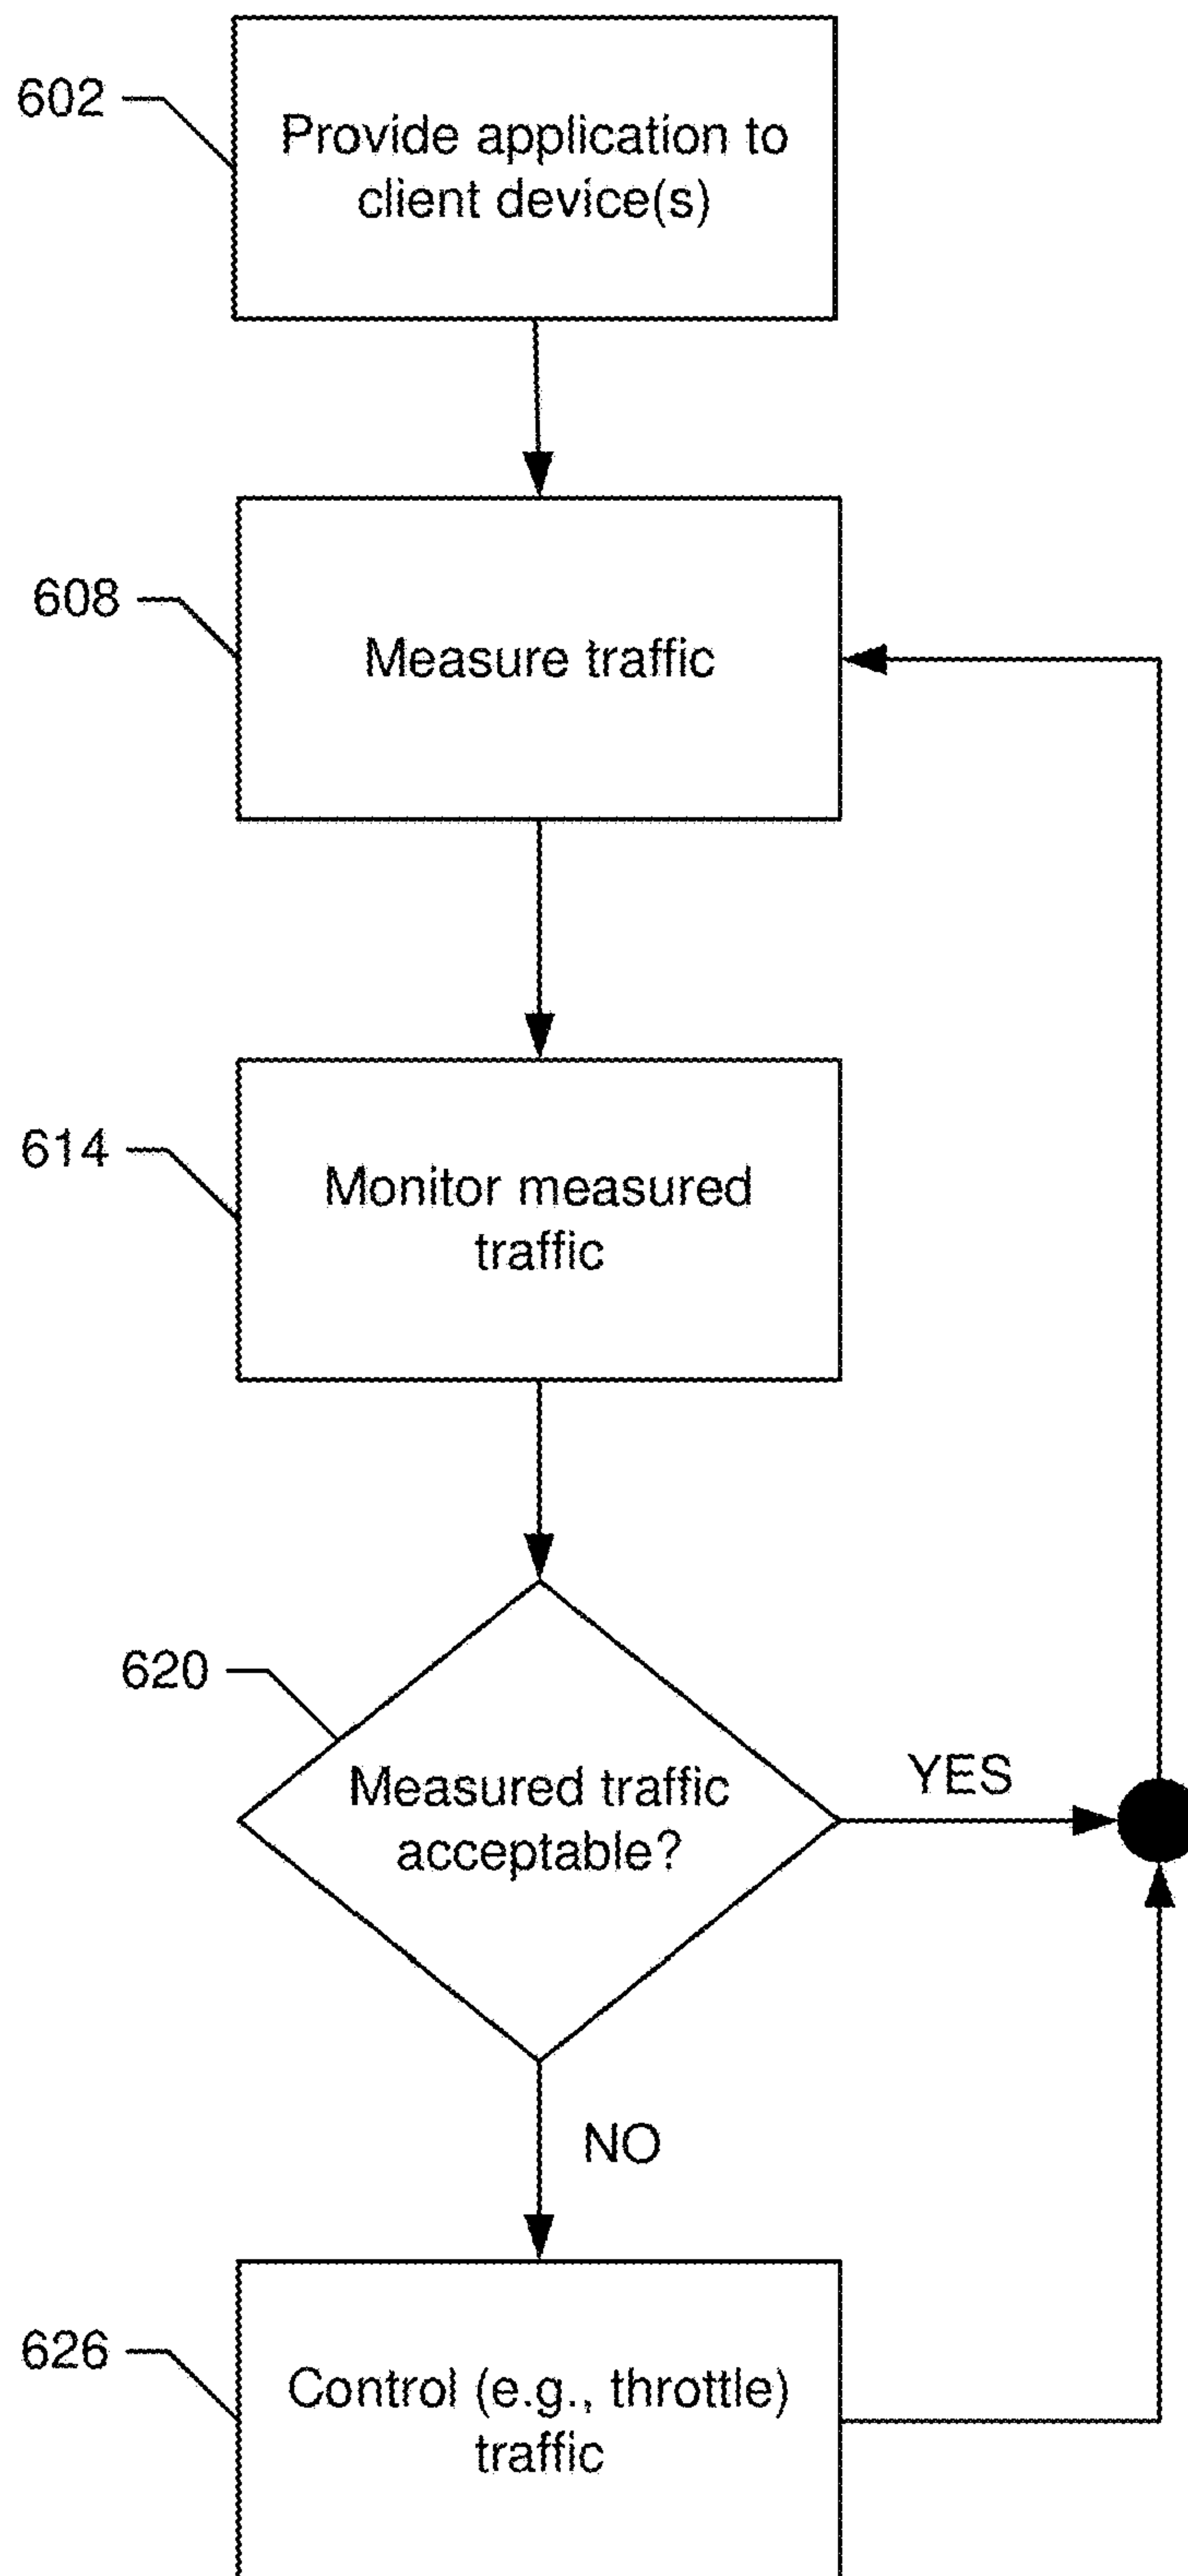 602
Provide application to
client device(s)
608
Measure traffic
614
Monitor measured
traffic
620
Measured traffic
acceptable?
YES
NO
626
Control (e.g., throttle)
traffic